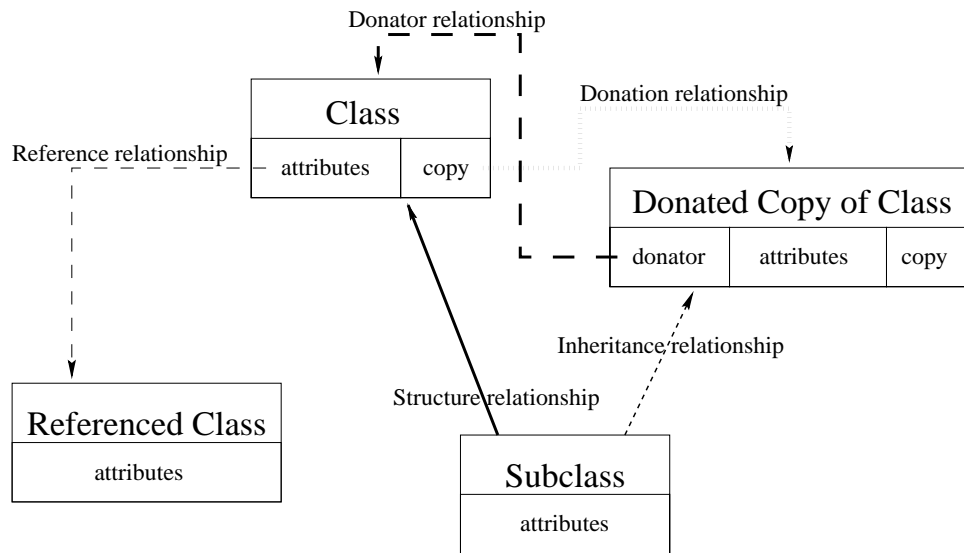 Donator relationship
Class
Donation relationship
Reference relationship
attributes
copy
Donated Copy of Class
donator
attributes
copy
Inheritance relationship
Structure relationship
Referenced Class
attributes
Subclass
attributes